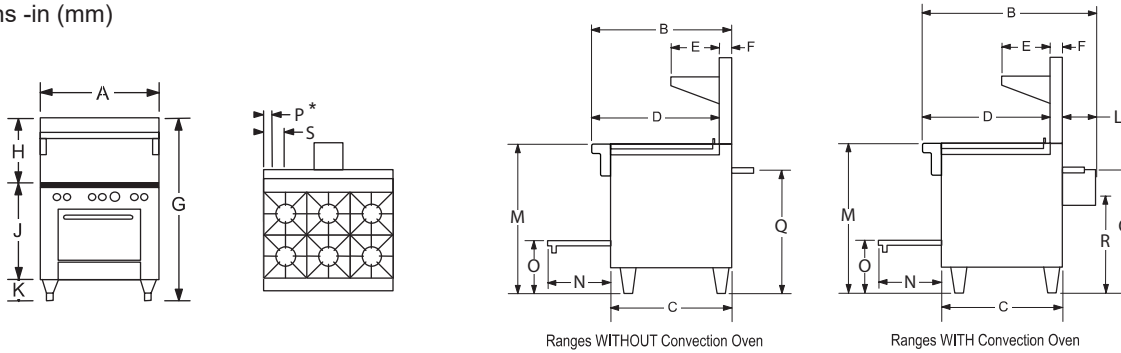 ns -in (mm)
A
H
J
K
G
P*
S
B
E
F
D
M
O
N
Q
C
Ranges WITHOUT Convection Oven
B
E
F
D
L
M
O
N
R
C
Ranges WITH Convection Oven